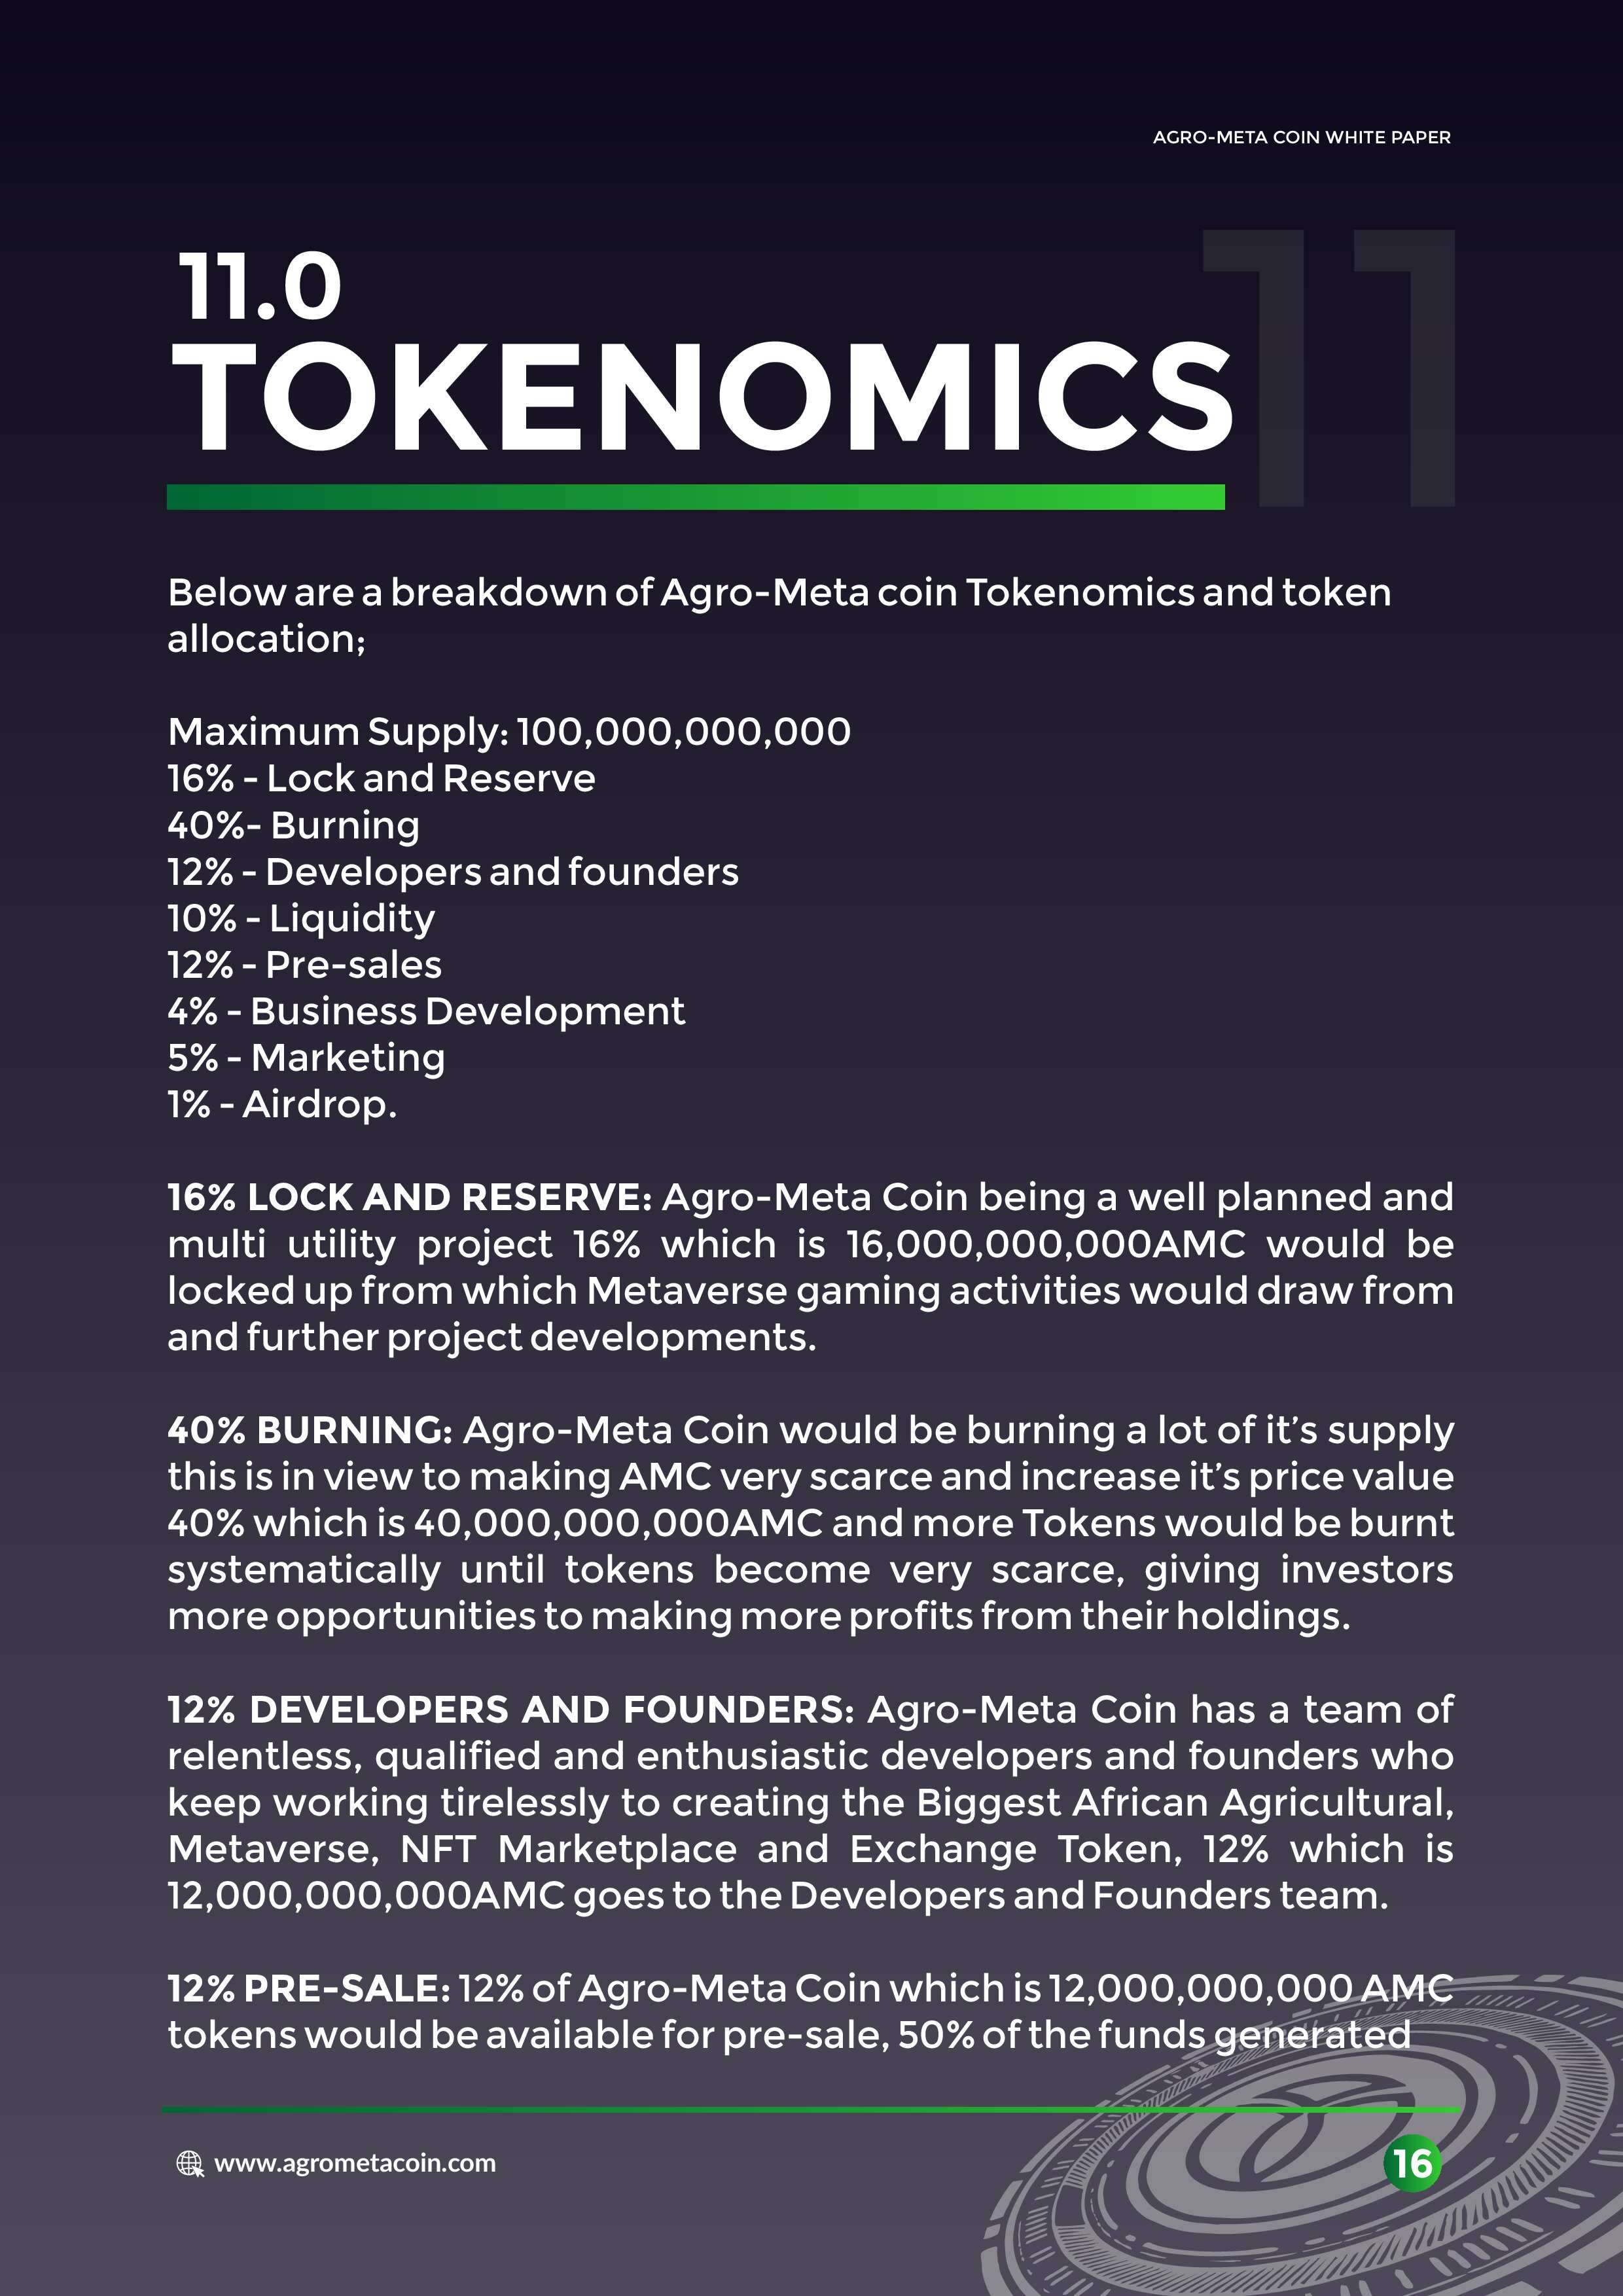 AGRO-META COIN WHITE PAPER
11
11.0
TOKENOMICS
Below are a breakdown of Agro-Meta coin Tokenomics and token
allocation;
Maximum Supply: 100,000,000,000
16% - Lock and Reserve
40%- Burning
12% - Developers and founders
10% - Liquidity
12% - Pre-sales
4% - Business Development
5% - Marketing
1% - Airdrop.
16% LOCK AND RESERVE: Agro-Meta Coin being a well planned and
multi utility project 16% which is 16,000,000,000AMC would be
locked up from which Metaverse gaming activities would draw from
and further project developments.
40% BURNING: Agro-Meta Coin would be burning a lot of it’s supply
this is in view to making AMC very scarce and increase it’s price value
40% which is 40,000,000,000AMC and more Tokens would be burnt
systematically until tokens become very scarce, giving investors
more opportunities to making more profits from their holdings.
12% DEVELOPERS AND FOUNDERS: Agro-Meta Coin has a team of
relentless, qualified and enthusiastic developers and founders who
keep working tirelessly to creating the Biggest African Agricultural,
Metaverse, NFT Marketplace and Exchange Token, 12% which is
12,000,000,000AMC goes to the Developers and Founders team.
12% PRE-SALE: 12% of Agro-Meta Coin which is 12,000,000,000 AMC
tokens would be available for pre-sale, 50% of the funds generated
www.agrometacoin.com
16